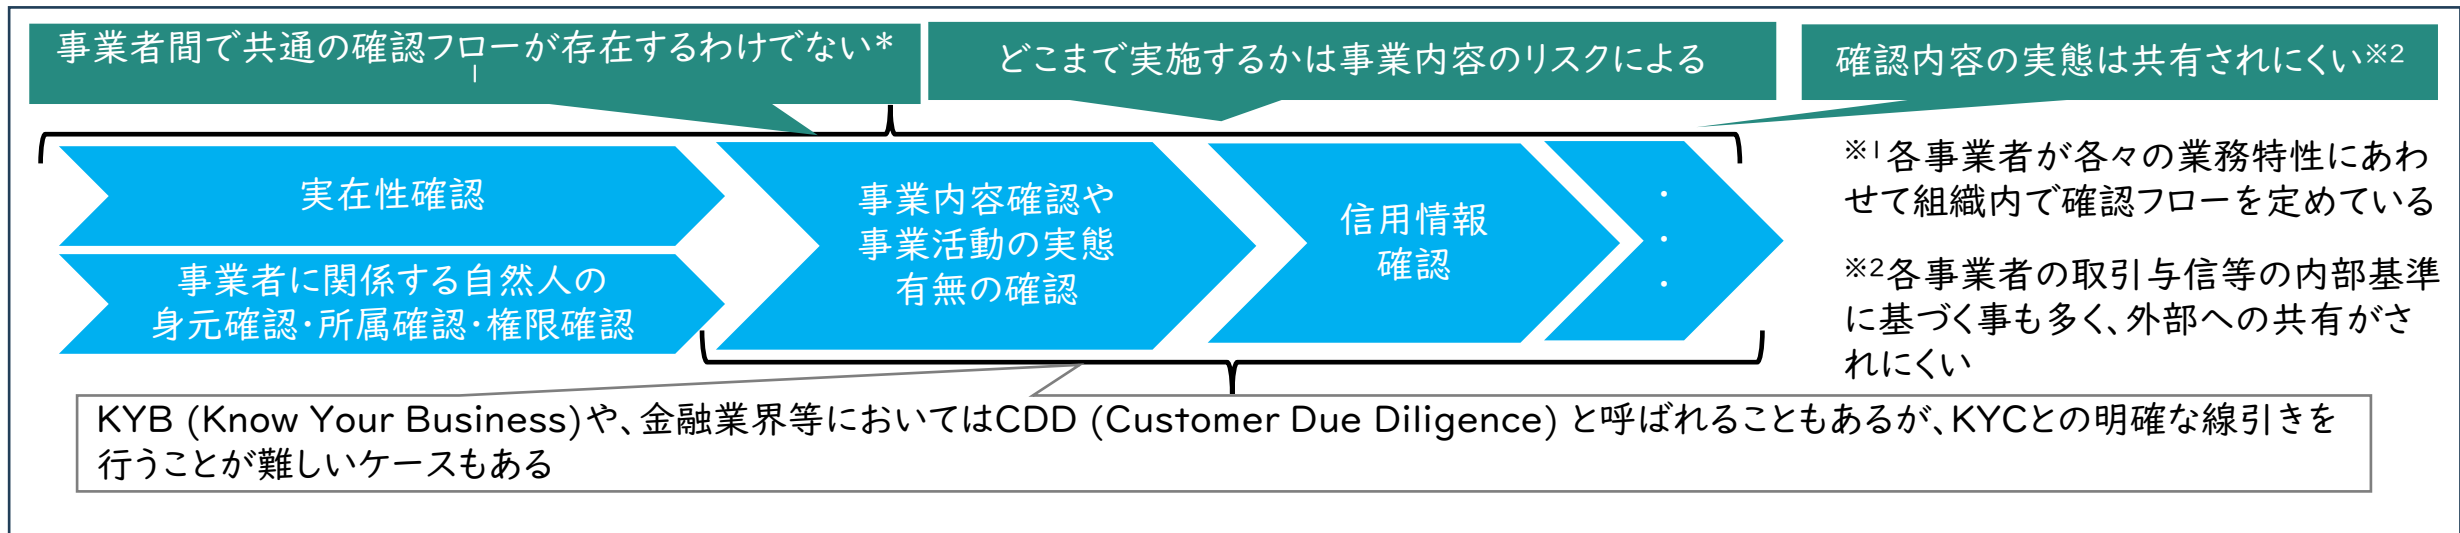 事業者間で共通の確認フローが存在するわけでない*
1
どこまで実施するかは事業内容のリスクによる
確認内容の実態は共有されにくい※2
実在性確認
事業者に関係する自然人の
身元確認・所属確認・権限確認
事業内容確認や
事業活動の実態
有無の確認
信用情報
確認
・
・
・
※1各事業者が各々の業務特性にあわ
せて組織内で確認フローを定めている
※2各事業者の取引与信等の内部基準
に基づく事も多く、外部への共有がさ
れにくい
KYB (Know Your Business)や、金融業界等においてはCDD (Customer Due Diligence) と呼ばれることもあるが、KYCとの明確な線引きを
行うことが難しいケースもある